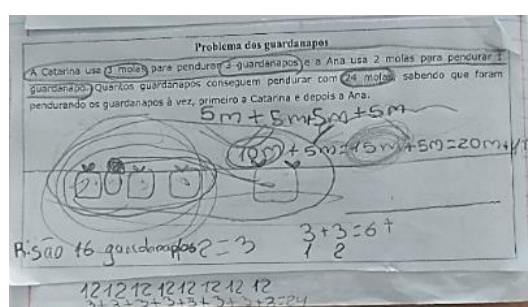 Problema dos guardanapos
A Catarina usa 3 molas para pendurar 2 guardanapos e a Ana usa 2 molas para pendurar 1
guardanapo. Quantos guardanapos conseguem pendurar com 24 molas, sabendo que foram
pendurando os guardanapos à vez, primeiro a Catarina e depois a Ana.
5m + 5m + 5m + 5m
10m + 5m = 15m + 5m = 20m +
R: São 16 guardanapos 2 = 3
3 + 3 = 6 +
1 2
12 12 12 12 12 12 12 12
3+3+3+3+3+3+3+3=24